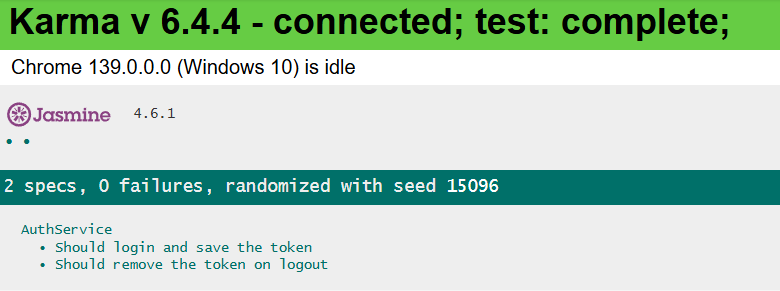 Karma v 6.4.4 - connected; test: complete;
Chrome 139.0.0.0 (Windows 10) is idle
Jasmine 4.6.1
• •
2 specs, 0 failures, randomized with seed 15096
AuthService
• Should login and save the token
• Should remove the token on logout